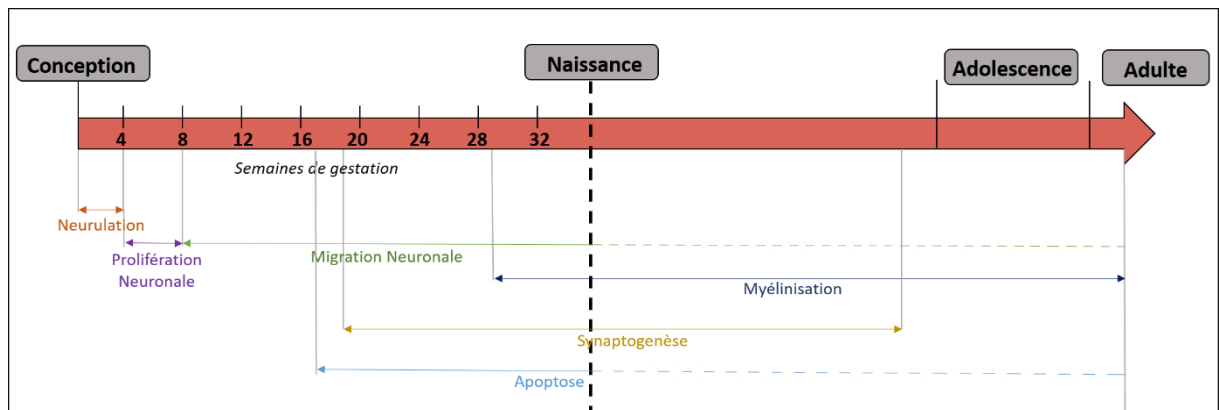 Conception
Naissance
Adolescence
Adulte
4 8 12 16 20 24 28 32
Semaines de gestation
Neurulation
Prolifération
Neuronale
Migration Neuronale
Myélinisation
Synaptogenèse
Apoptose